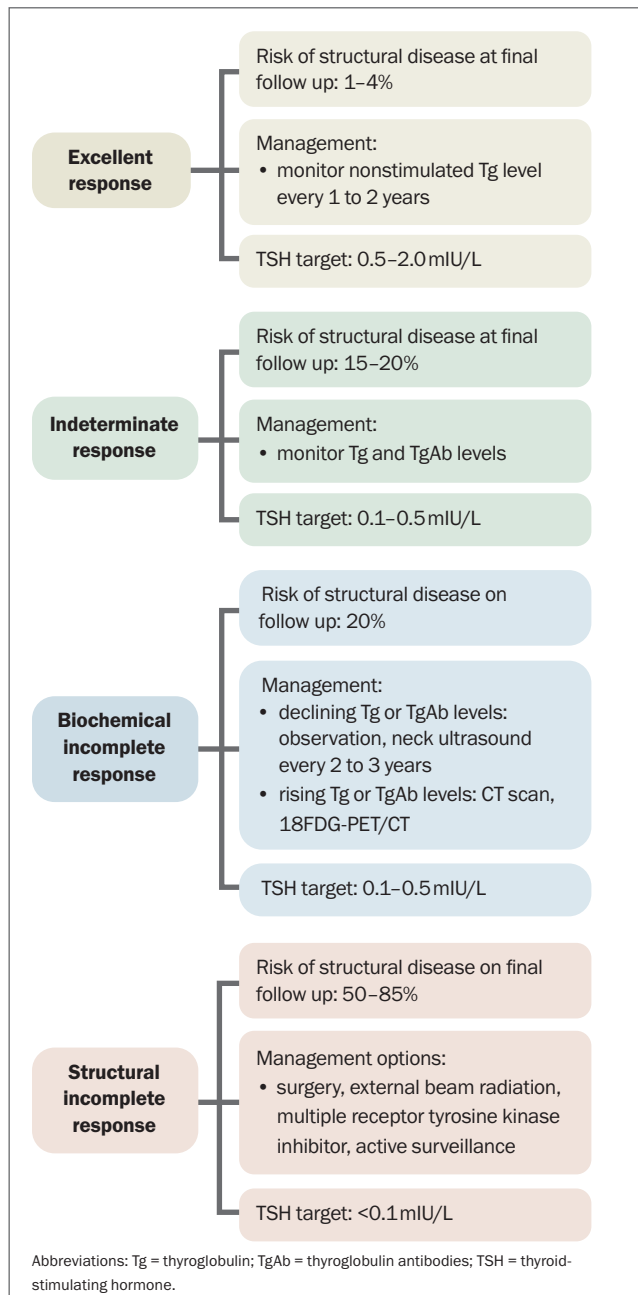 Excellent
response
Risk of structural disease at final
follow up: 1–4%
Management:
• monitor nonstimulated Tg level
every 1 to 2 years
TSH target: 0.5–2.0 mIU/L
Indeterminate
response
Risk of structural disease at final
follow up: 15–20%
Management:
• monitor Tg and TgAb levels
TSH target: 0.1–0.5 mIU/L
Biochemical
incomplete
response
Risk of structural disease on
follow up: 20%
Management:
• declining Tg or TgAb levels:
observation, neck ultrasound
every 2 to 3 years
• rising Tg or TgAb levels: CT scan,
18FDG-PET/CT
TSH target: 0.1–0.5 mIU/L
Structural
incomplete
response
Risk of structural disease on final
follow up: 50–85%
Management options:
• surgery, external beam radiation,
multiple receptor tyrosine kinase
inhibitor, active surveillance
TSH target: <0.1 mIU/L
Abbreviations: Tg = thyroglobulin; TgAb = thyroglobulin antibodies; TSH = thyroid-
stimulating hormone.